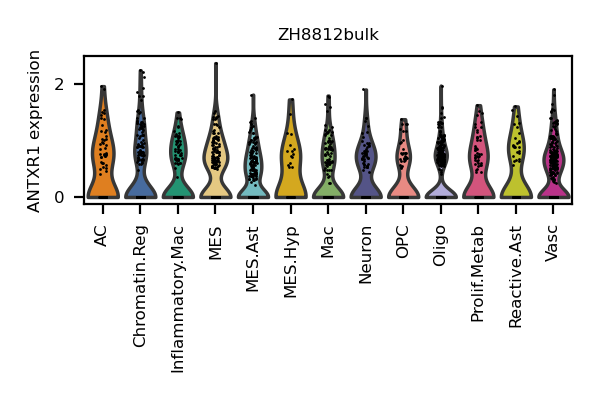 ZH8812bulk
ANTXR1 expression
2
0
AC
Chromatin.Reg
Inflammatory.Mac
MES
MES.Ast
MES.Hyp
Mac
Neuron
OPC
Oligo
Prolif.Metab
Reactive.Ast
Vasc